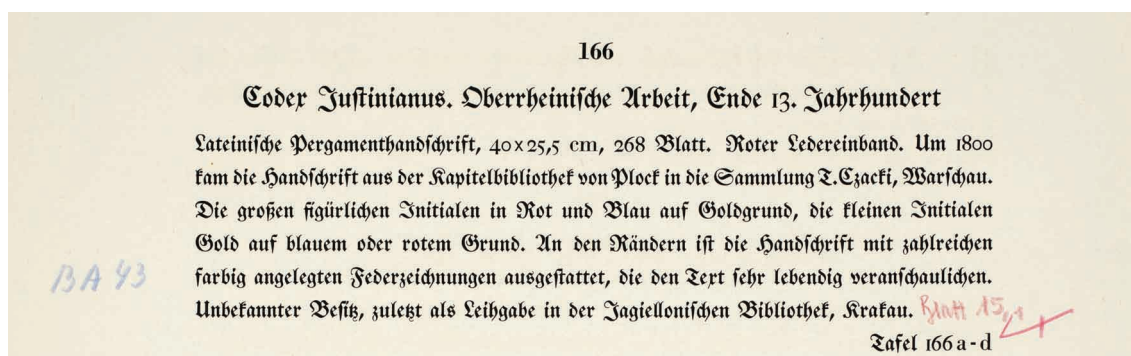 166
Codex Justinianus. Oberrheinische Arbeit, Ende 13. Jahrhundert
Lateinische Pergamenthandschrift, 40x25,5 cm, 268 Blatt. Roter Ledereinband. Um 1800
kam die Handschrift aus der Kapitelbibliothek von Plock in die Sammlung T. Czacki, Warschau.
Die großen figürlichen Initialen in Rot und Blau auf Goldgrund, die kleinen Initialen
Gold auf blauem oder rotem Grund. An den Rändern ist die Handschrift mit zahlreichen
farbig angelegten Federzeichnungen ausgestattet, die den Text sehr lebendig veranschaulichen.
BA 43
Unbekannter Besitz, zuletzt als Leihgabe in der Jagiellonischen Bibliothek, Krakau. Blatt 15,
Tafel 166 a-d